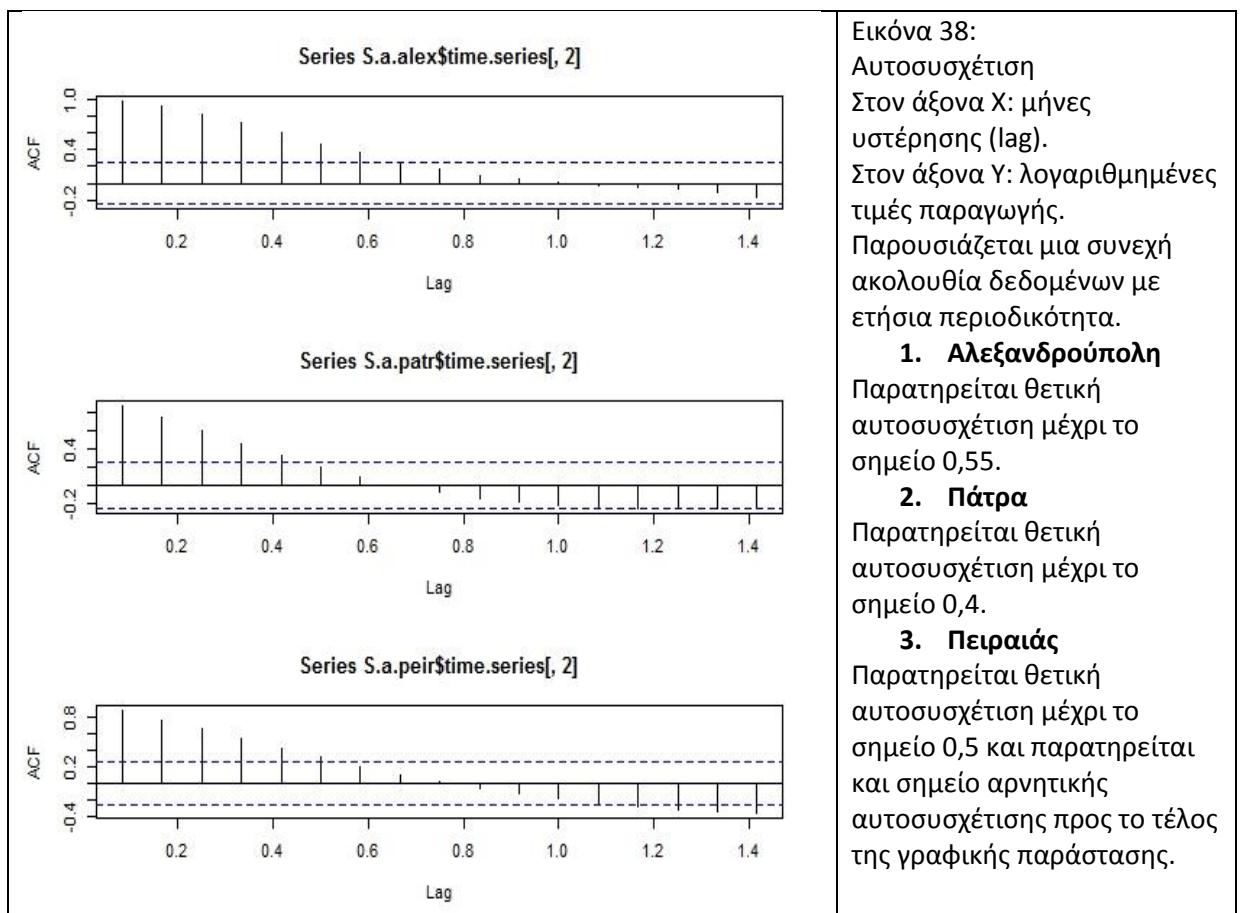 Series S.a.alex$time.series[, 2]
ACF
-0.2 0.4 1.0
0.2 0.4 0.6 0.8 1.0 1.2 1.4
Lag
Series S.a.patr$time.series[, 2]
ACF
-0.2 0.4
0.2 0.4 0.6 0.8 1.0 1.2 1.4
Lag
Series S.a.peir$time.series[, 2]
ACF
-0.4 0.2 0.8
0.2 0.4 0.6 0.8 1.0 1.2 1.4
Lag
Εικόνα 38:
Αυτοσυσχέτιση
Στον άξονα Χ: μήνες
υστέρησης (lag).
Στον άξονα Υ: λογαριθμημένες
τιμές παραγωγής.
Παρουσιάζεται μια συνεχή
ακολουθία δεδομένων με
ετήσια περιοδικότητα.
1. Αλεξανδρούπολη
Παρατηρείται θετική
αυτοσυσχέτιση μέχρι το
σημείο 0,55.
2. Πάτρα
Παρατηρείται θετική
αυτοσυσχέτιση μέχρι το
σημείο 0,4.
3. Πειραιάς
Παρατηρείται θετική
αυτοσυσχέτιση μέχρι το
σημείο 0,5 και παρατηρείται
και σημείο αρνητικής
αυτοσυσχέτισης προς το τέλος
της γραφικής παράστασης.